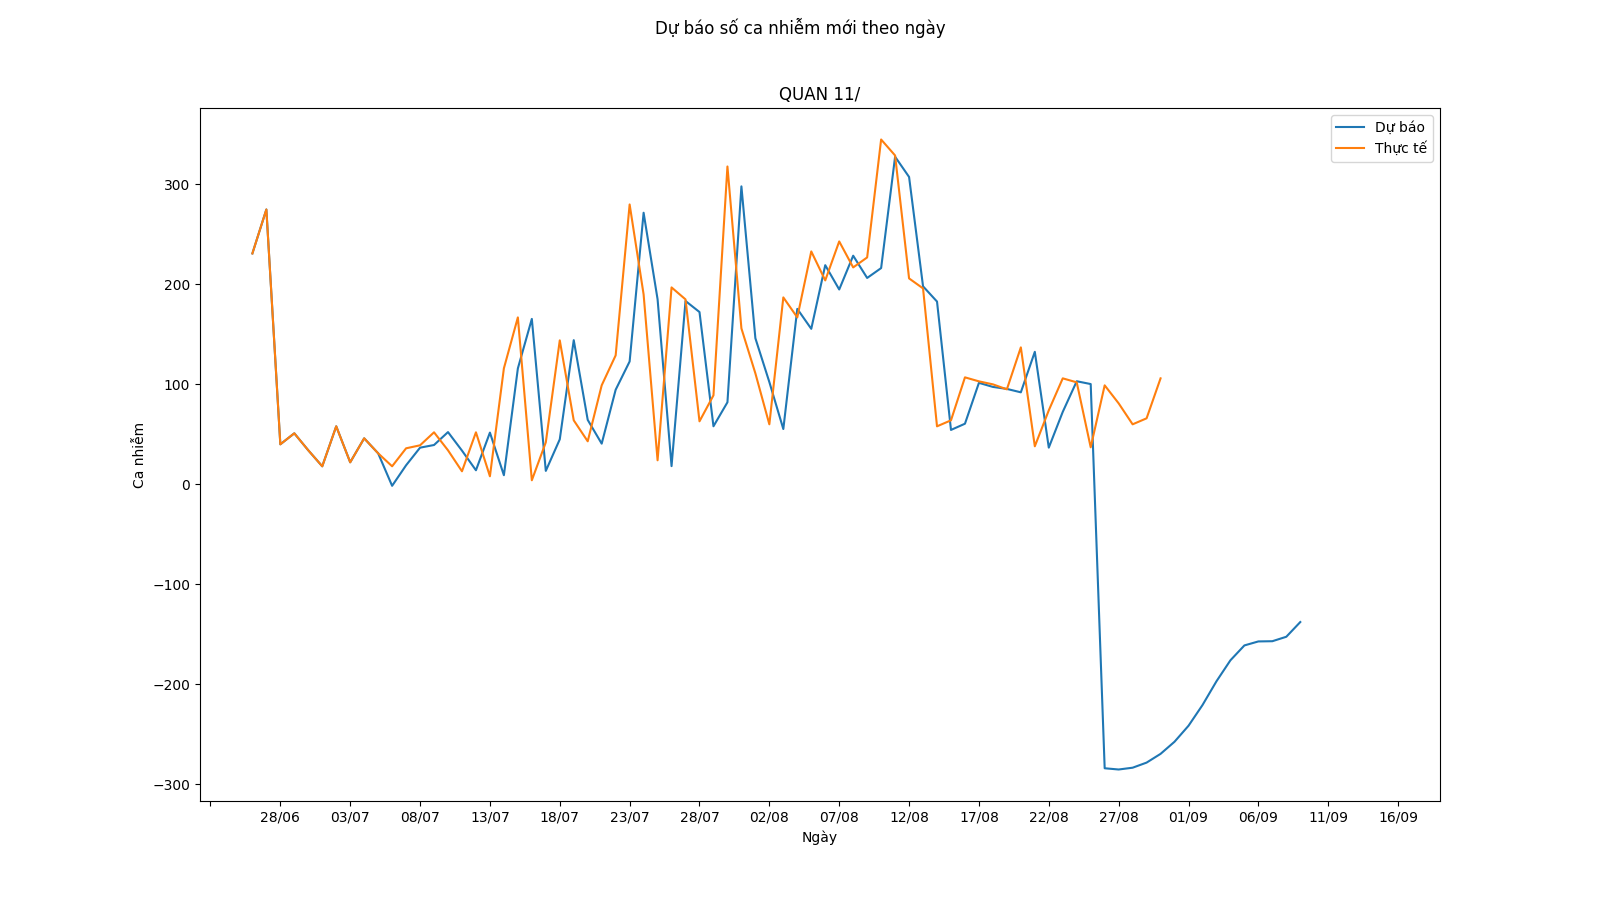 Dự báo số ca nhiễm mới theo ngày
QUAN 11/
Dự báo
Thực tế
300
200
100
0
−100
−200
−300
Ca nhiễm
28/06 03/07 08/07 13/07 18/07 23/07 28/07 02/08 07/08 12/08 17/08 22/08 27/08 01/09 06/09 11/09 16/09
Ngày